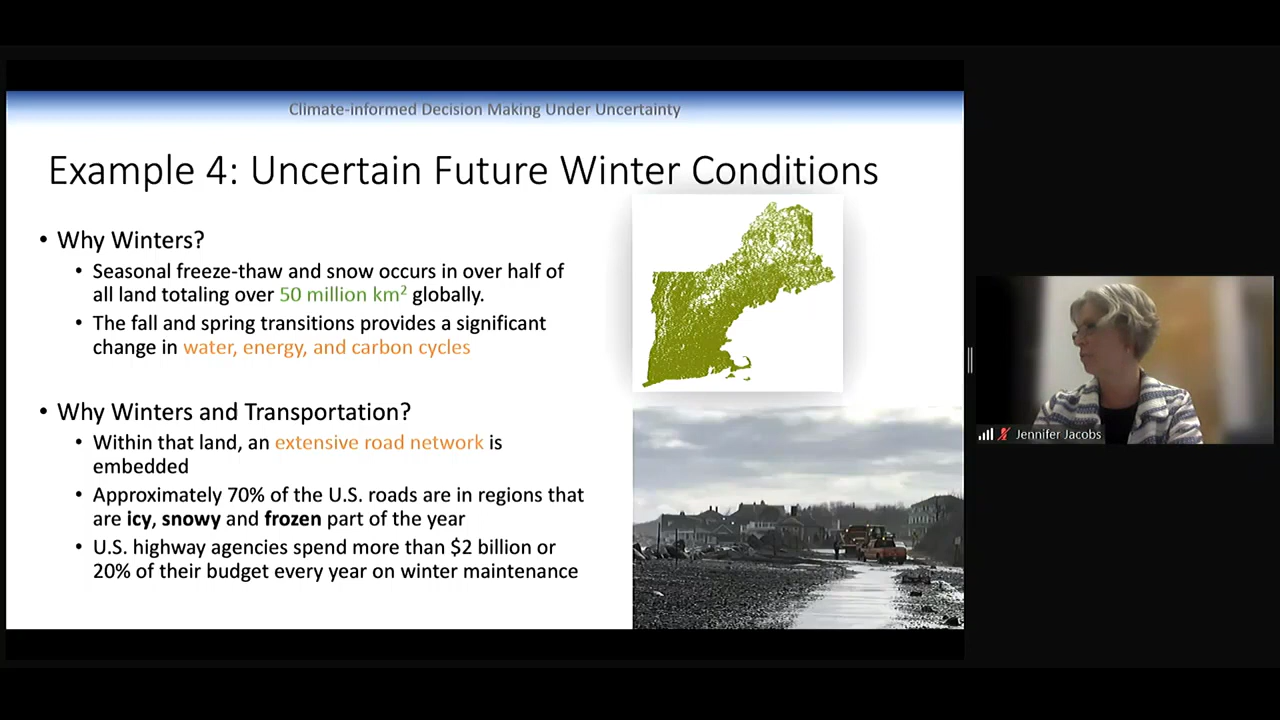 Climate-informed Decision Making Under Uncertainty
Example 4: Uncertain Future Winter Conditions
• Why Winters?
• Seasonal freeze-thaw and snow occurs in over half of
all land totaling over 50 million km² globally.
• The fall and spring transitions provides a significant
change in water, energy, and carbon cycles
• Why Winters and Transportation?
• Within that land, an extensive road network is
embedded
• Approximately 70% of the U.S. roads are in regions that
are icy, snowy and frozen part of the year
• U.S. highway agencies spend more than $2 billion or
20% of their budget every year on winter maintenance
Jennifer Jacobs